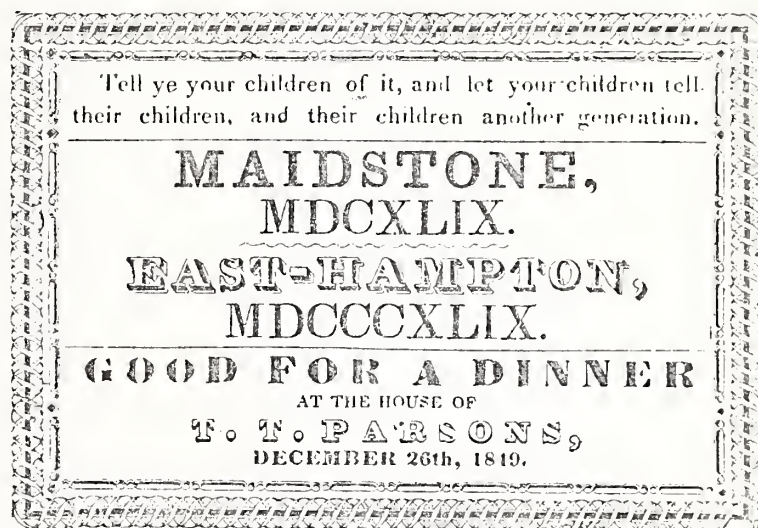 Tell ye your children of it, and let your children tell
their children, and their children another generation.
MAIDSTONE,
MDCXLIX.
EAST-HAMPTON,
MDCCCXLIX.
GOOD FOR A DINNER
AT THE HOUSE OF
T. T. PARSONS,
DECEMBER 26th, 1849.